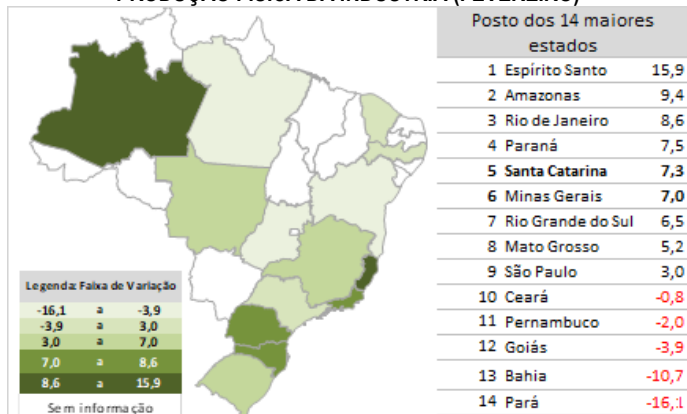 PRODUÇÃO FÍSICA DA INDÚSTRIA (FEVEREIRO)
Posto dos 14 maiores
estados
1 Espírito Santo 15,9
2 Amazonas 9,4
3 Rio de Janeiro 8,6
4 Paraná 7,5
5 Santa Catarina 7,3
6 Minas Gerais 7,0
7 Rio Grande do Sul 6,5
8 Mato Grosso 5,2
9 São Paulo 3,0
10 Ceará -0,8
11 Pernambuco -2,0
12 Goiás -3,9
13 Bahia -10,7
14 Pará -16,1
Legenda: Faixa de Variação
-16,1 a -3,9
-3,9 a 3,0
3,0 a 7,0
7,0 a 8,6
8,6 a 15,9
Sem informação